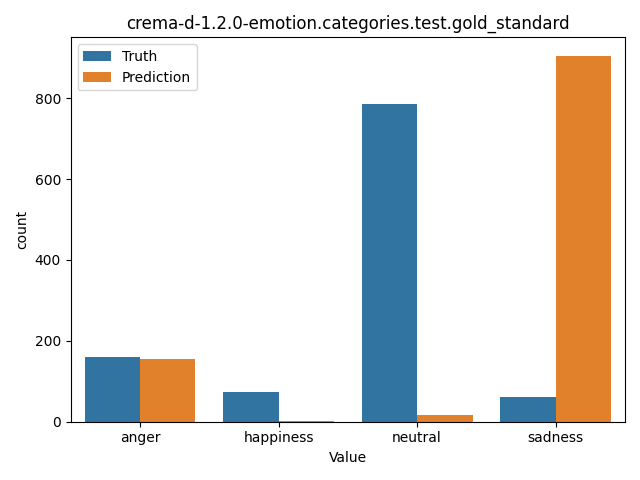 crema-d-1.2.0-emotion.categories.test.gold_standard
Truth
Prediction
800
600
400
200
0
count
anger happiness neutral sadness
Value